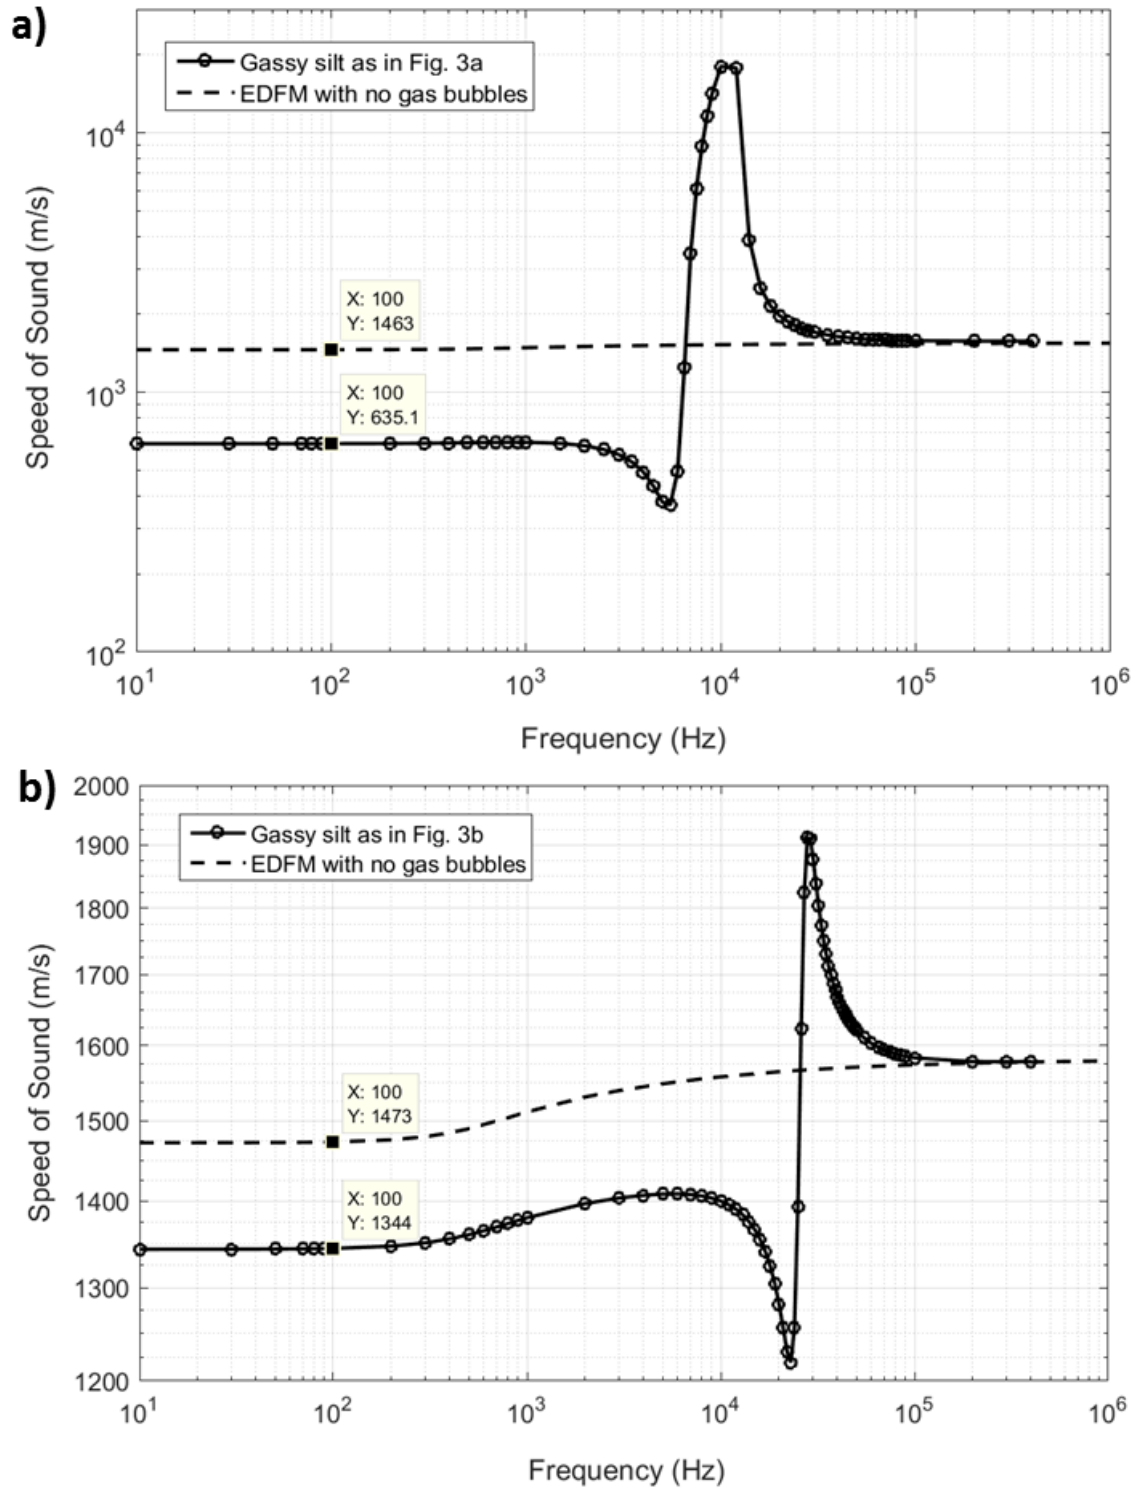 a)
Gassy silt as in Fig. 3a
EDFM with no gas bubbles
10^4
Speed of Sound (m/s)
X: 100
Y: 1463
10^3
X: 100
Y: 635.1
10^2
10^1 10^2 10^3 10^4 10^5 10^6
Frequency (Hz)
b)
2000
Gassy silt as in Fig. 3b
EDFM with no gas bubbles
1900
1800
1700
Speed of Sound (m/s)
1600
X: 100
Y: 1473
1500
X: 100
Y: 1344
1400
1300
1200
10^1 10^2 10^3 10^4 10^5 10^6
Frequency (Hz)